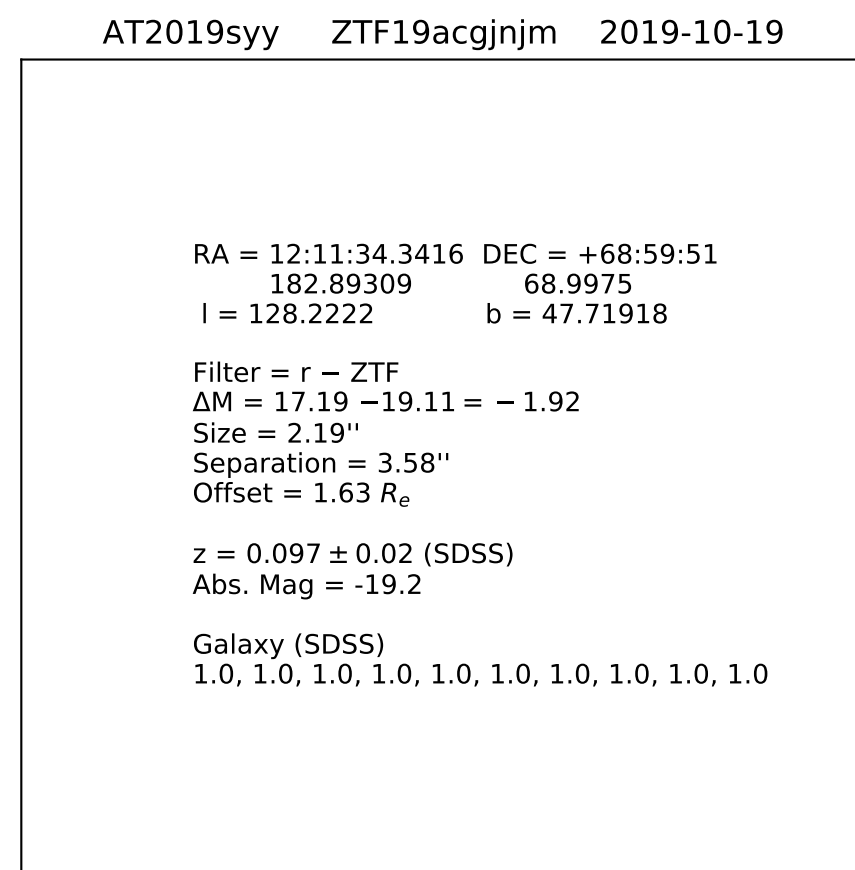 AT2019syy ZTF19acgjnjm 2019-10-19
RA = 12:11:34.3416 DEC = +68:59:51
182.89309 68.9975
l = 128.2222 b = 47.71918
Filter = r − ZTF
ΔM = 17.19 −19.11 = − 1.92
Size = 2.19''
Separation = 3.58''
Offset = 1.63 Rₑ
z = 0.097 ± 0.02 (SDSS)
Abs. Mag = -19.2
Galaxy (SDSS)
1.0, 1.0, 1.0, 1.0, 1.0, 1.0, 1.0, 1.0, 1.0, 1.0